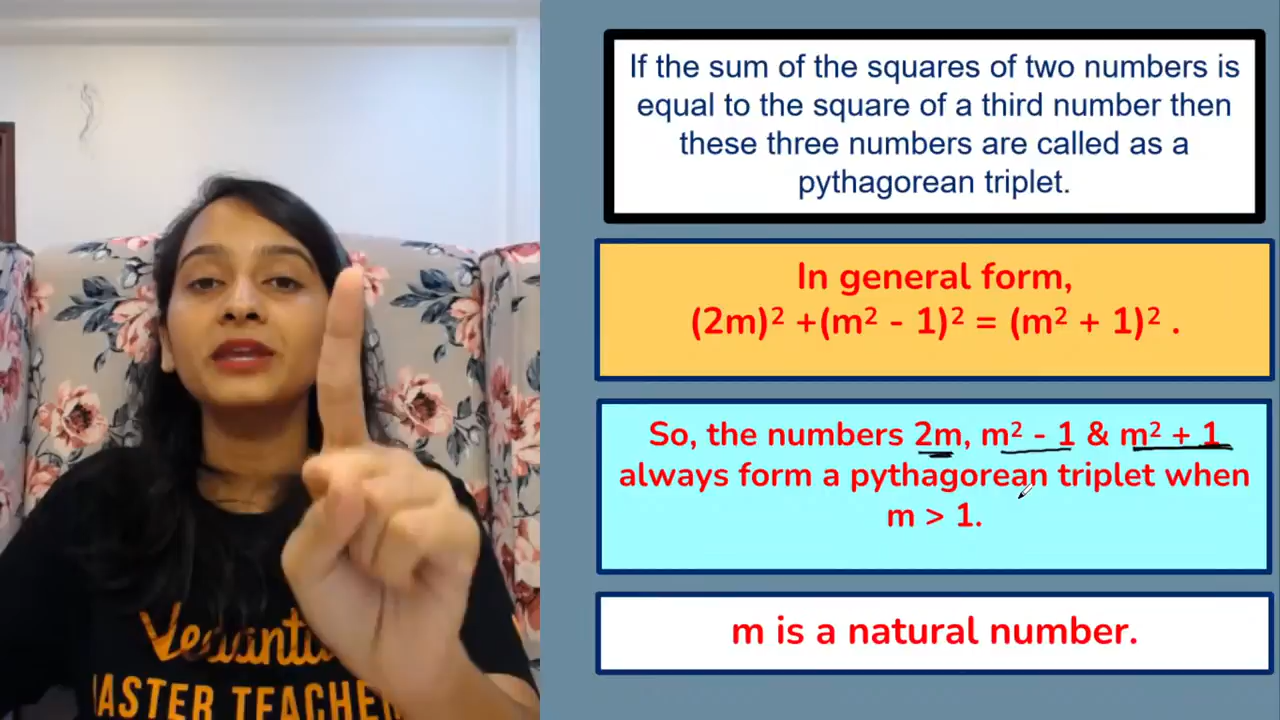 If the sum of the squares of two numbers is
equal to the square of a third number then
these three numbers are called as a
pythagorean triplet.
In general form,
(2m)² +(m² - 1)² = (m² + 1)² .
So, the numbers 2m, m² - 1 & m² + 1
always form a pythagorean triplet when
m > 1.
m is a natural number.
MASTER TEACHER